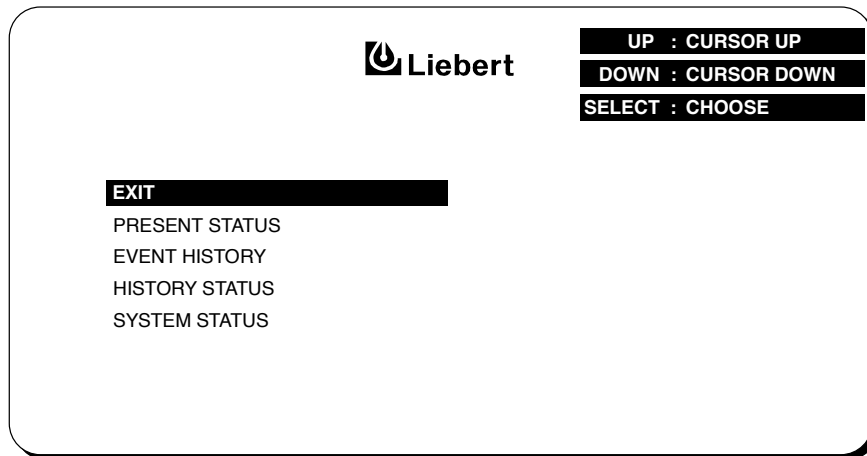 Liebert
UP : CURSOR UP
DOWN : CURSOR DOWN
SELECT : CHOOSE
EXIT
PRESENT STATUS
EVENT HISTORY
HISTORY STATUS
SYSTEM STATUS